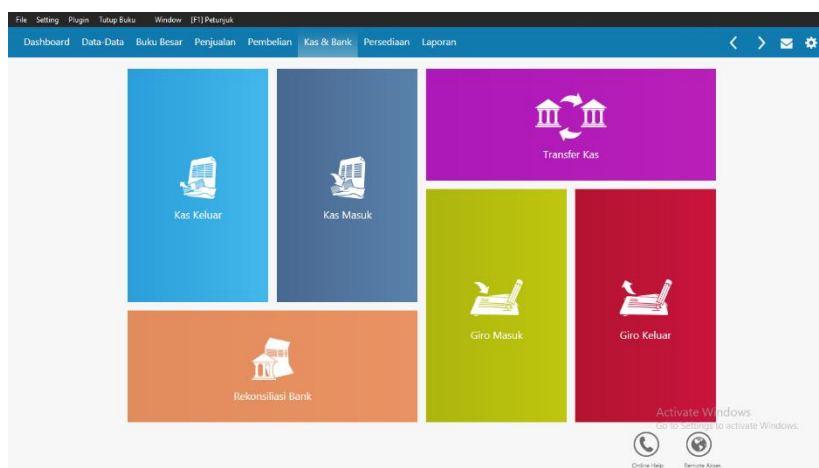 File Setting Plugin Tutup Buku Window [F1] Petunjuk
Dashboard Data-Data Buku Besar Penjualan Pembelian Kas & Bank Persediaan Laporan
Transfer Kas
Kas Keluar
Kas Masuk
Giro Masuk
Giro Keluar
Rekonsiliasi Bank
Activate Windows
Go to Settings to activate Windows.
Online Help
Remote Akses